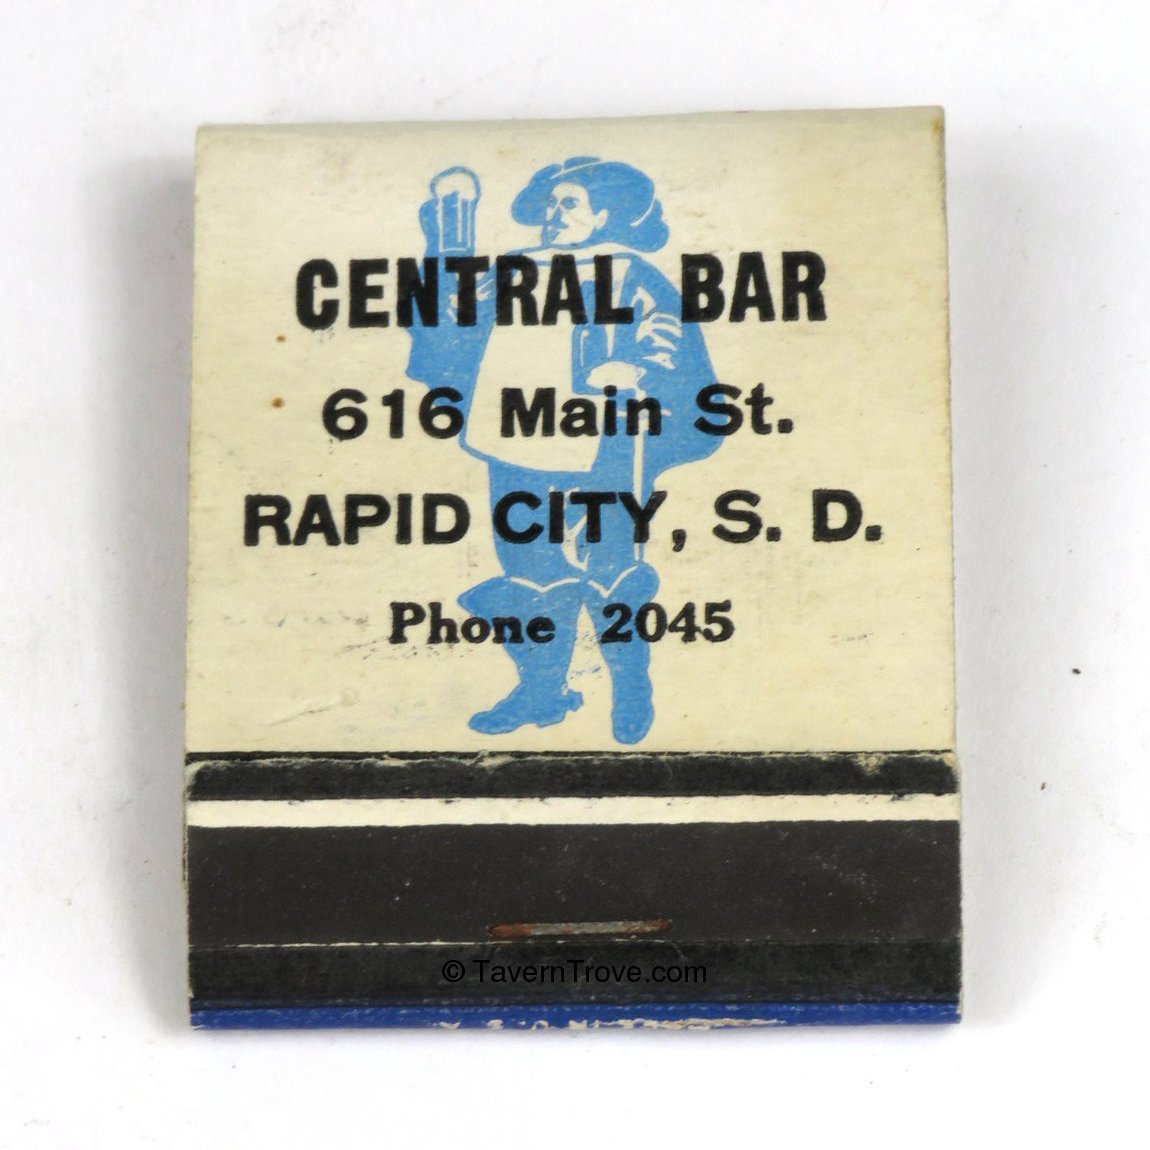 CENTRAL BAR
616 Main St.
RAPID CITY, S. D.
Phone 2045
© TavernTrove.com